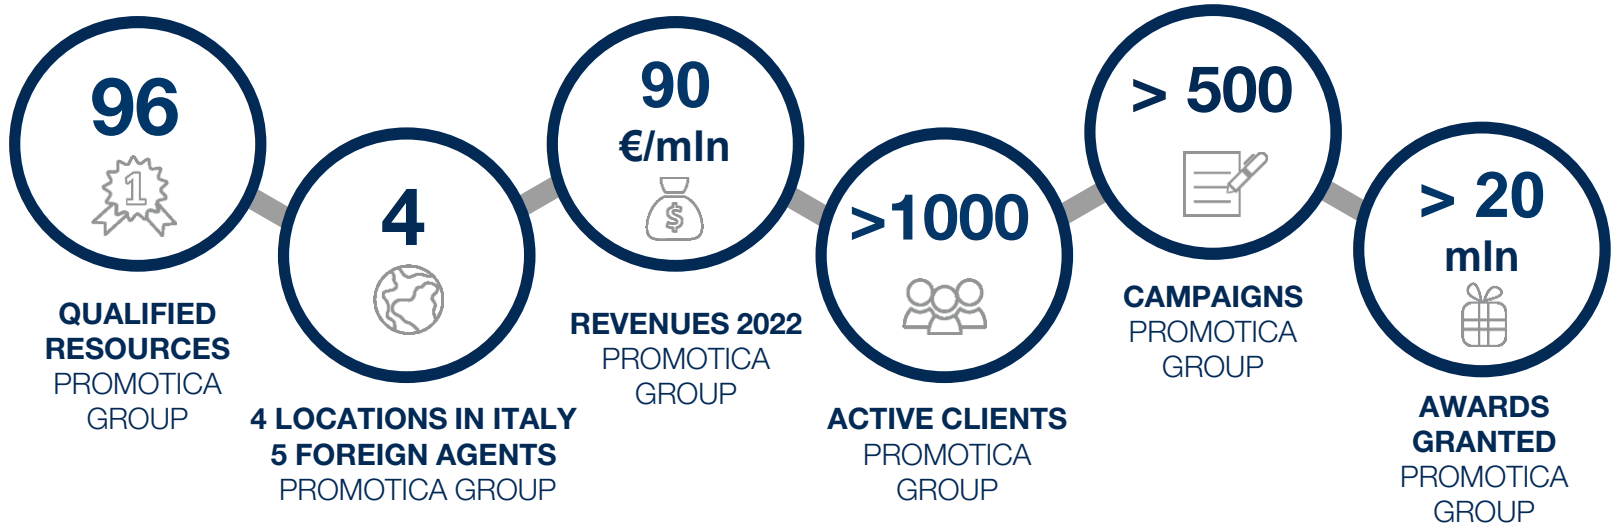 96
1
QUALIFIED
RESOURCES
PROMOTICA
GROUP
4
4 LOCATIONS IN ITALY
5 FOREIGN AGENTS
PROMOTICA GROUP
90
€/mln
$
REVENUES 2022
PROMOTICA
GROUP
>1000
ACTIVE CLIENTS
PROMOTICA
GROUP
> 500
CAMPAIGNS
PROMOTICA
GROUP
> 20
mln
AWARDS
GRANTED
PROMOTICA
GROUP